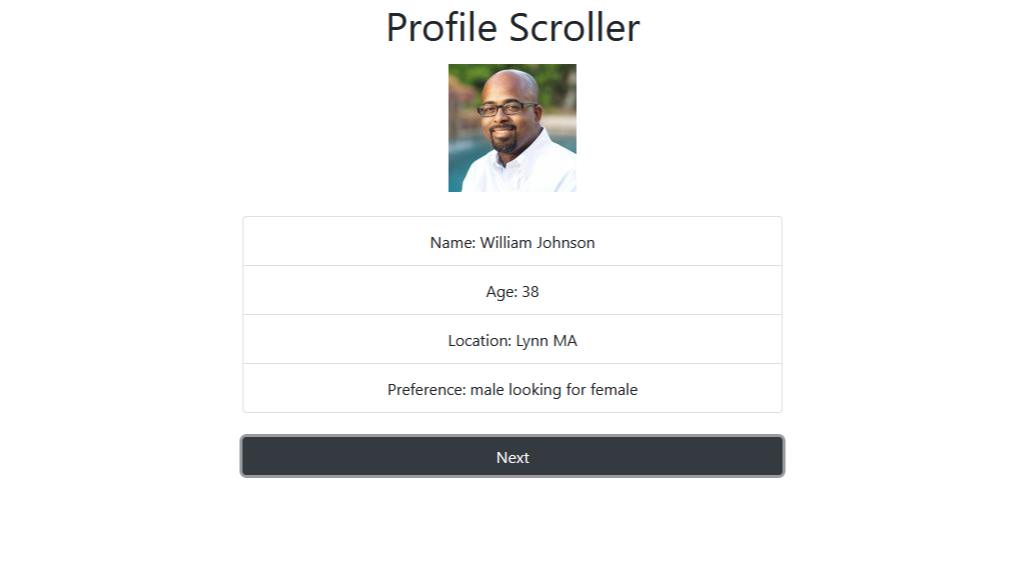 Profile Scroller
Name: William Johnson
Age: 38
Location: Lynn MA
Preference: male looking for female
Next